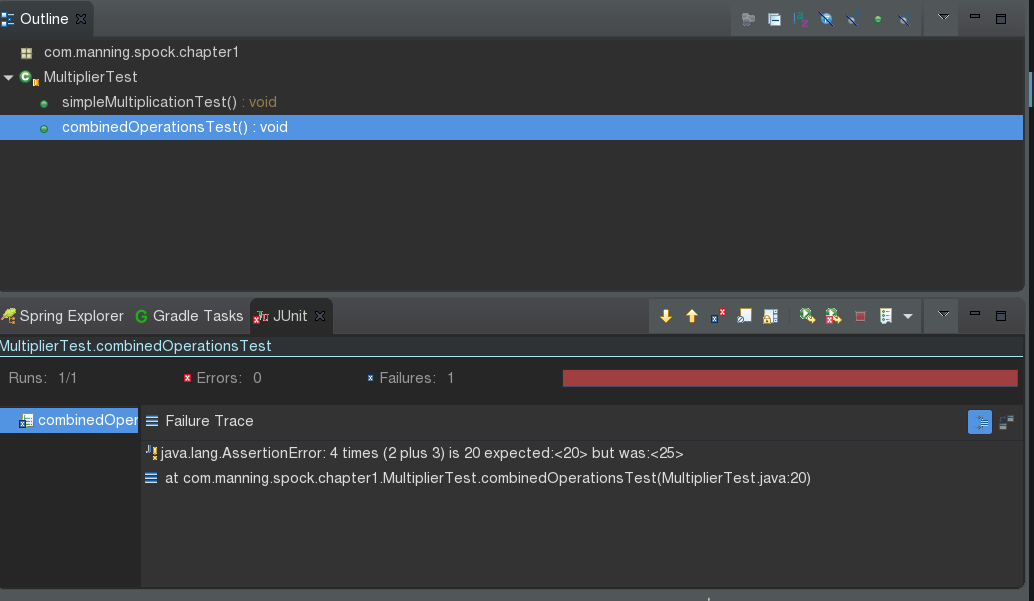 Outline
com.manning.spock.chapter1
MultiplierTest
simpleMultiplicationTest() : void
combinedOperationsTest() : void
Spring Explorer Gradle Tasks JUnit
MultiplierTest.combinedOperationsTest
Runs: 1/1 Errors: 0 Failures: 1
combinedOper Failure Trace
java.lang.AssertionError: 4 times (2 plus 3) is 20 expected:<20> but was:<25>
at com.manning.spock.chapter1.MultiplierTest.combinedOperationsTest(MultiplierTest.java:20)